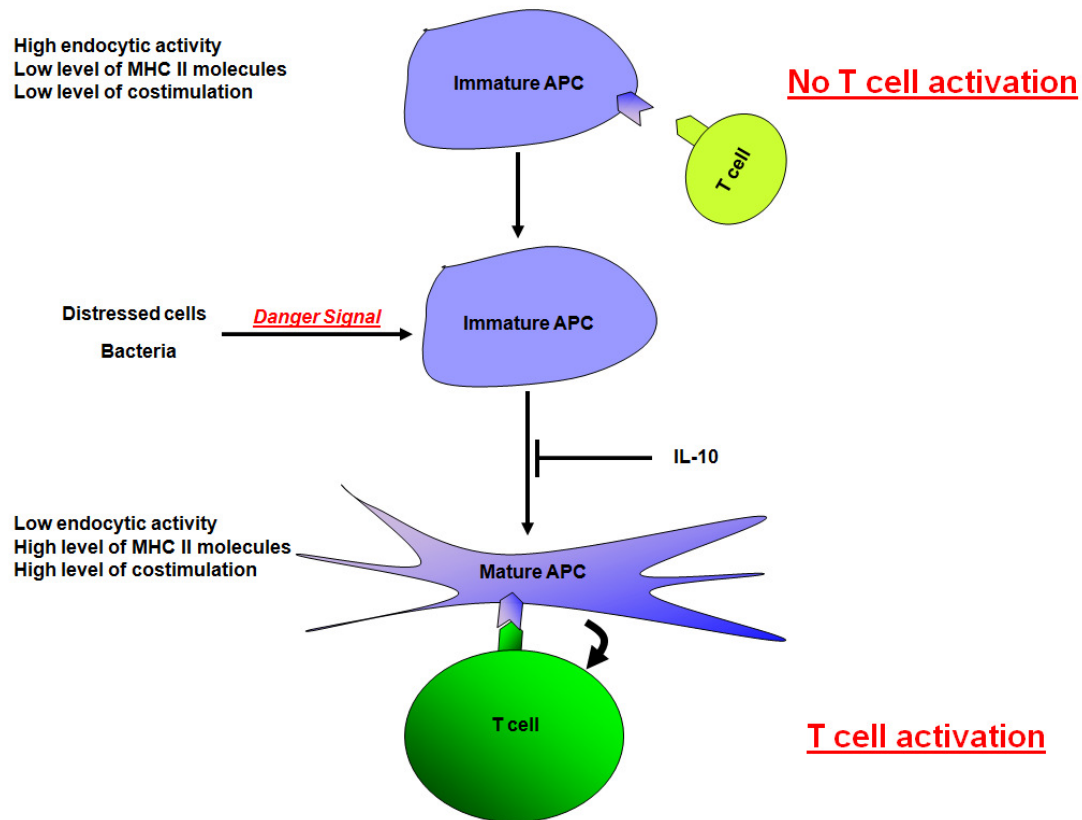 High endocytic activity
Low level of MHC II molecules
Low level of costimulation
Immature APC
No T cell activation
T cell
Distressed cells
Bacteria
Danger Signal
Immature APC
IL-10
Low endocytic activity
High level of MHC II molecules
High level of costimulation
Mature APC
T cell
T cell activation